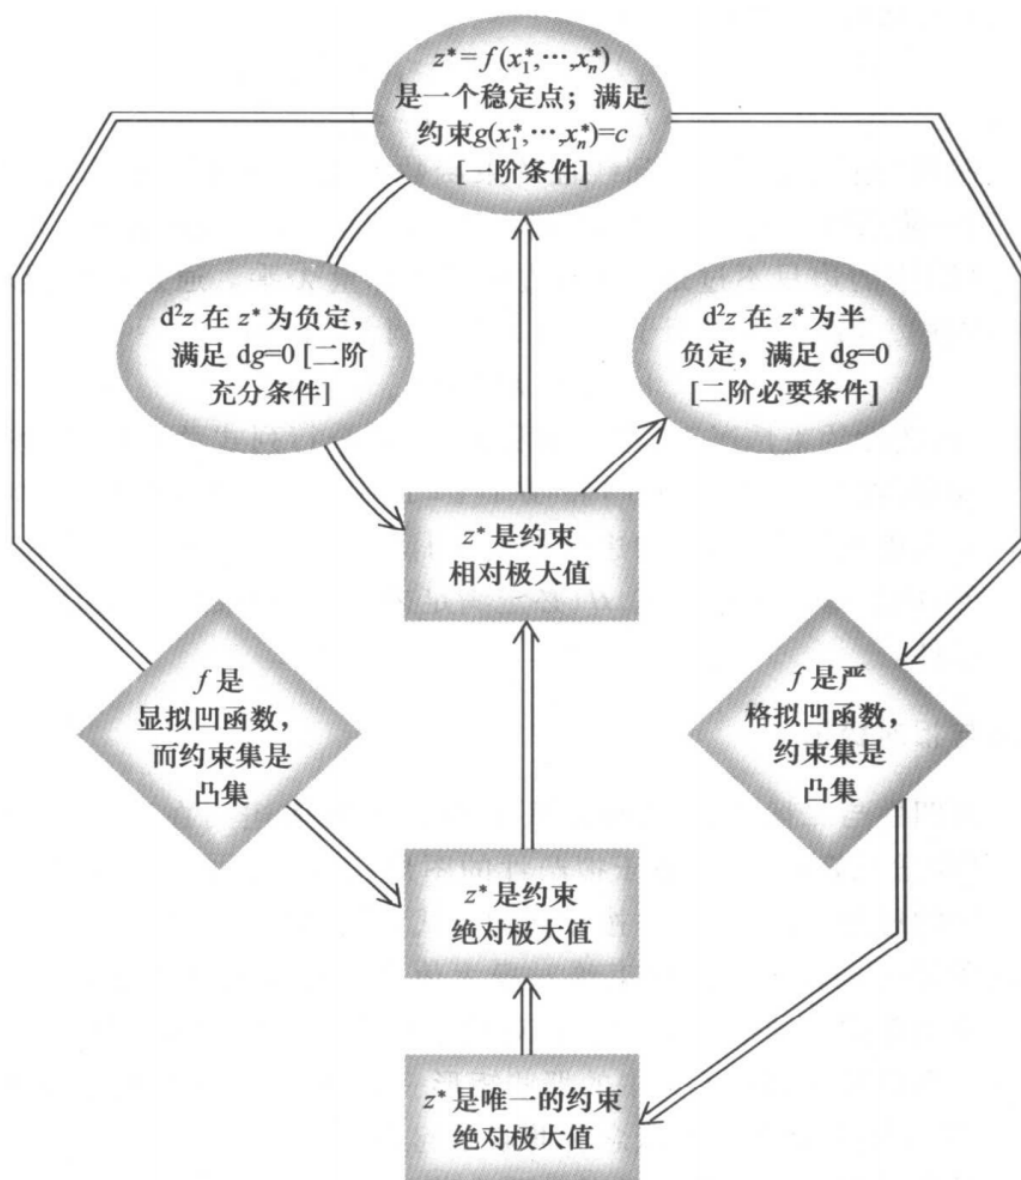 z*=f(x₁*,⋯,xₙ*)
是一个稳定点；满足
约束g(x₁*,⋯,xₙ*)=c
[一阶条件]
d²z 在 z* 为负定，
满足 dg=0 [二阶
充分条件]
d²z 在 z* 为半
负定，满足 dg=0
[二阶必要条件]
z* 是约束
相对极大值
f 是
显拟凹函数，
而约束集是
凸集
f 是严
格拟凹函数，
约束集是
凸集
z* 是约束
绝对极大值
z* 是唯一的约束
绝对极大值